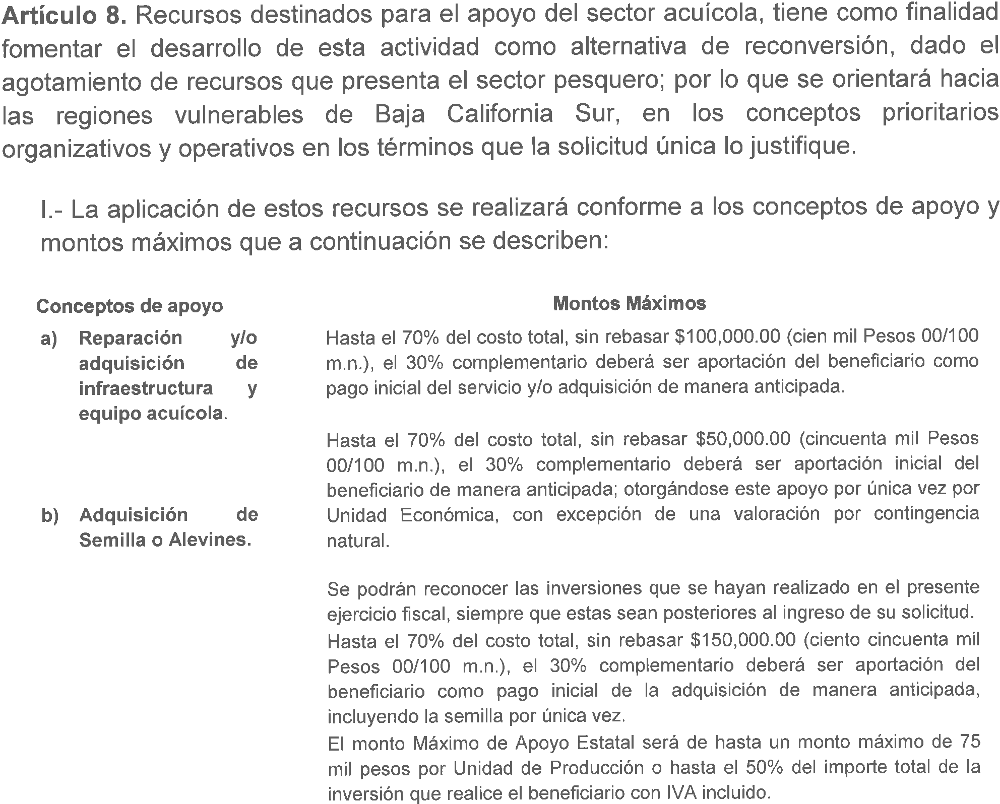 Artículo 8. Recursos destinados para el apoyo del sector acuícola, tiene como finalidad
fomentar el desarrollo de esta actividad como alternativa de reconversión, dado el
agotamiento de recursos que presenta el sector pesquero; por lo que se orientará hacia
las regiones vulnerables de Baja California Sur, en los conceptos prioritarios
organizativos y operativos en los términos que la solicitud única lo justifique.
I.- La aplicación de estos recursos se realizará conforme a los conceptos de apoyo y
montos máximos que a continuación se describen:
Conceptos de apoyo
Montos Máximos
a) Reparación y/o
adquisición de
infraestructura y
equipo acuícola.
Hasta el 70% del costo total, sin rebasar $100,000.00 (cien mil Pesos 00/100
m.n.), el 30% complementario deberá ser aportación del beneficiario como
pago inicial del servicio y/o adquisición de manera anticipada.
b) Adquisición de
Semilla o Alevines.
Hasta el 70% del costo total, sin rebasar $50,000.00 (cincuenta mil Pesos
00/100 m.n.), el 30% complementario deberá ser aportación inicial del
beneficiario de manera anticipada; otorgándose este apoyo por única vez por
Unidad Económica, con excepción de una valoración por contingencia
natural.
Se podrán reconocer las inversiones que se hayan realizado en el presente
ejercicio fiscal, siempre que estas sean posteriores al ingreso de su solicitud.
Hasta el 70% del costo total, sin rebasar $150,000.00 (ciento cincuenta mil
Pesos 00/100 m.n.), el 30% complementario deberá ser aportación del
beneficiario como pago inicial de la adquisición de manera anticipada,
incluyendo la semilla por única vez.
El monto Máximo de Apoyo Estatal será de hasta un monto máximo de 75
mil pesos por Unidad de Producción o hasta el 50% del importe total de la
inversión que realice el beneficiario con IVA incluido.